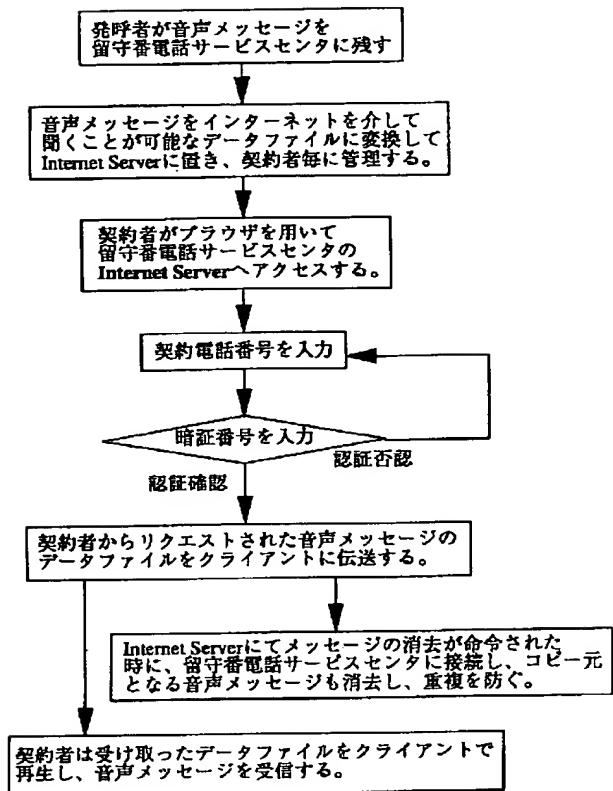 発呼者が音声メッセージを
留守番電話サービスセンタに残す
音声メッセージをインターネットを介して
聞くことが可能なデータファイルに変換して
Internet Serverに置き、契約者毎に管理する。
契約者がブラウザを用いて
留守番電話サービスセンタの
Internet Serverへアクセスする。
契約電話番号を入力
暗証番号を入力
認証否認
認証確認
契約者からリクエストされた音声メッセージの
データファイルをクライアントに伝送する。
Internet Serverにてメッセージの消去が命令された
時に、留守番電話サービスセンタに接続し、コピー元
となる音声メッセージも消去し、重複を防ぐ。
契約者は受け取ったデータファイルをクライアントで
再生し、音声メッセージを受信する。